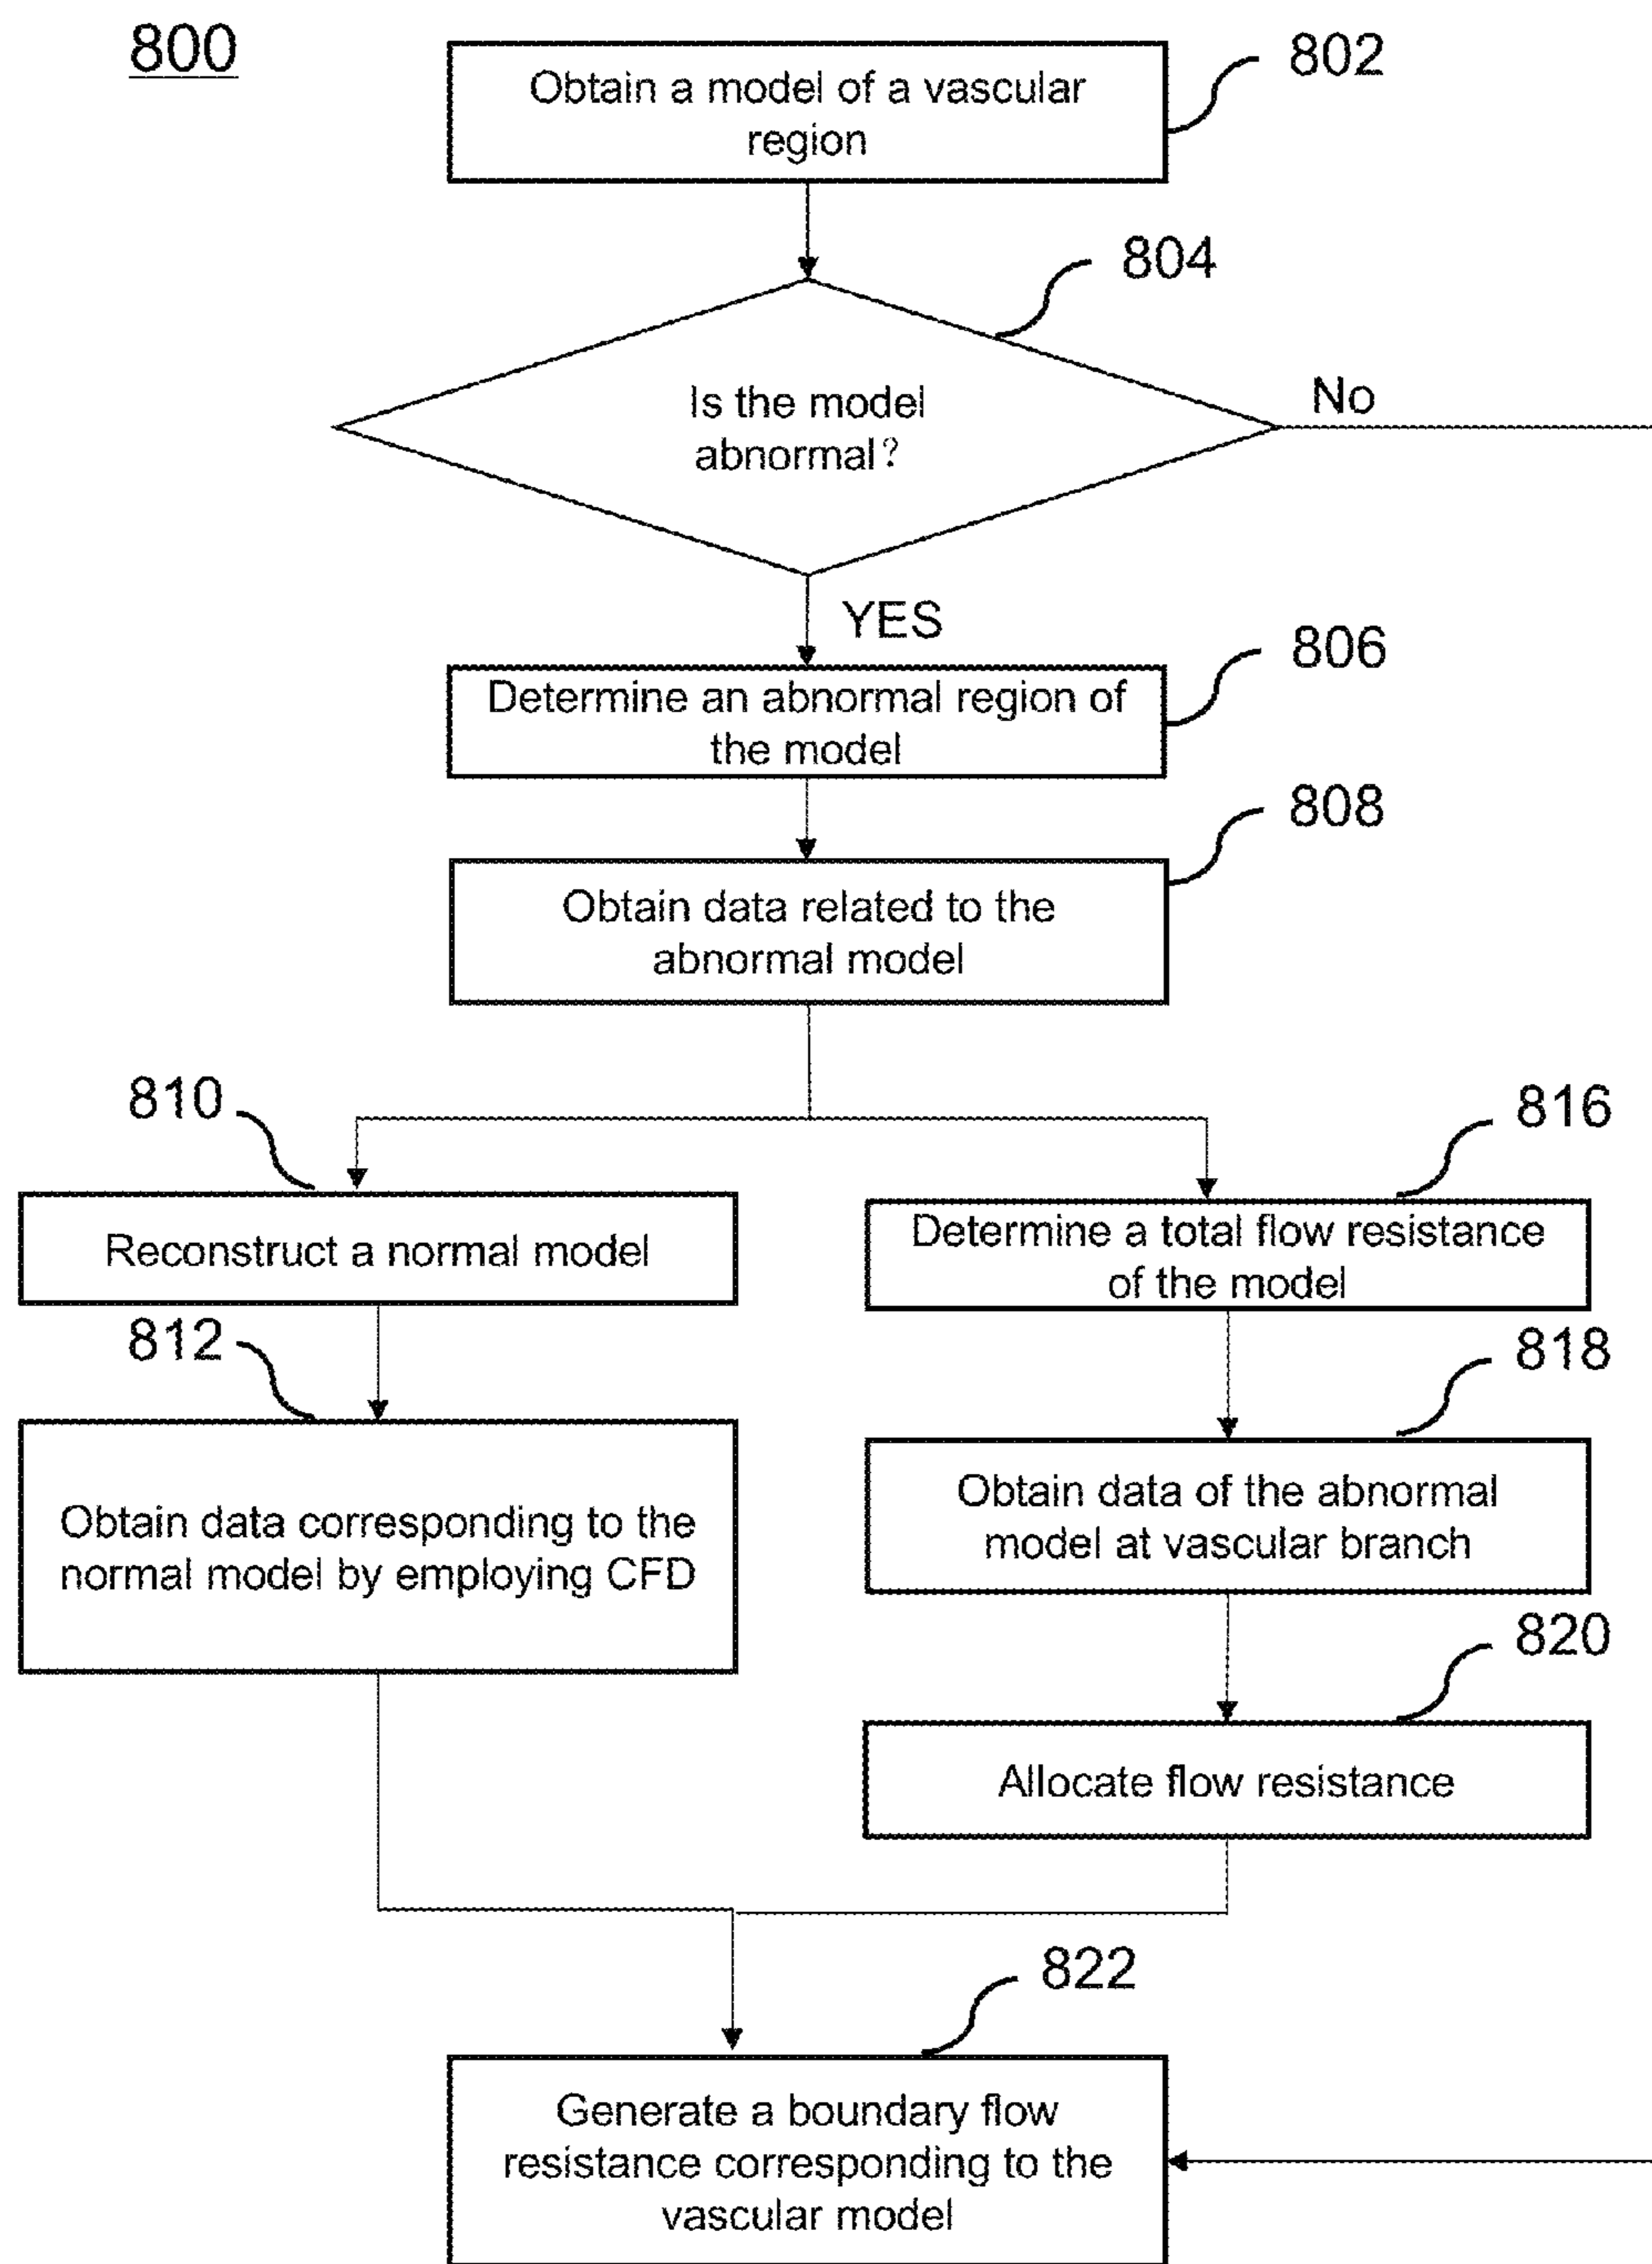 800
802
Obtain a model of a vascular
region
804
Is the model
abnormal?
No
YES
806
Determine an abnormal region of
the model
808
Obtain data related to the
abnormal model
810
Reconstruct a normal model
816
Determine a total flow resistance
of the model
812
Obtain data corresponding to the
normal model by employing CFD
818
Obtain data of the abnormal
model at vascular branch
820
Allocate flow resistance
822
Generate a boundary flow
resistance corresponding to the
vascular model